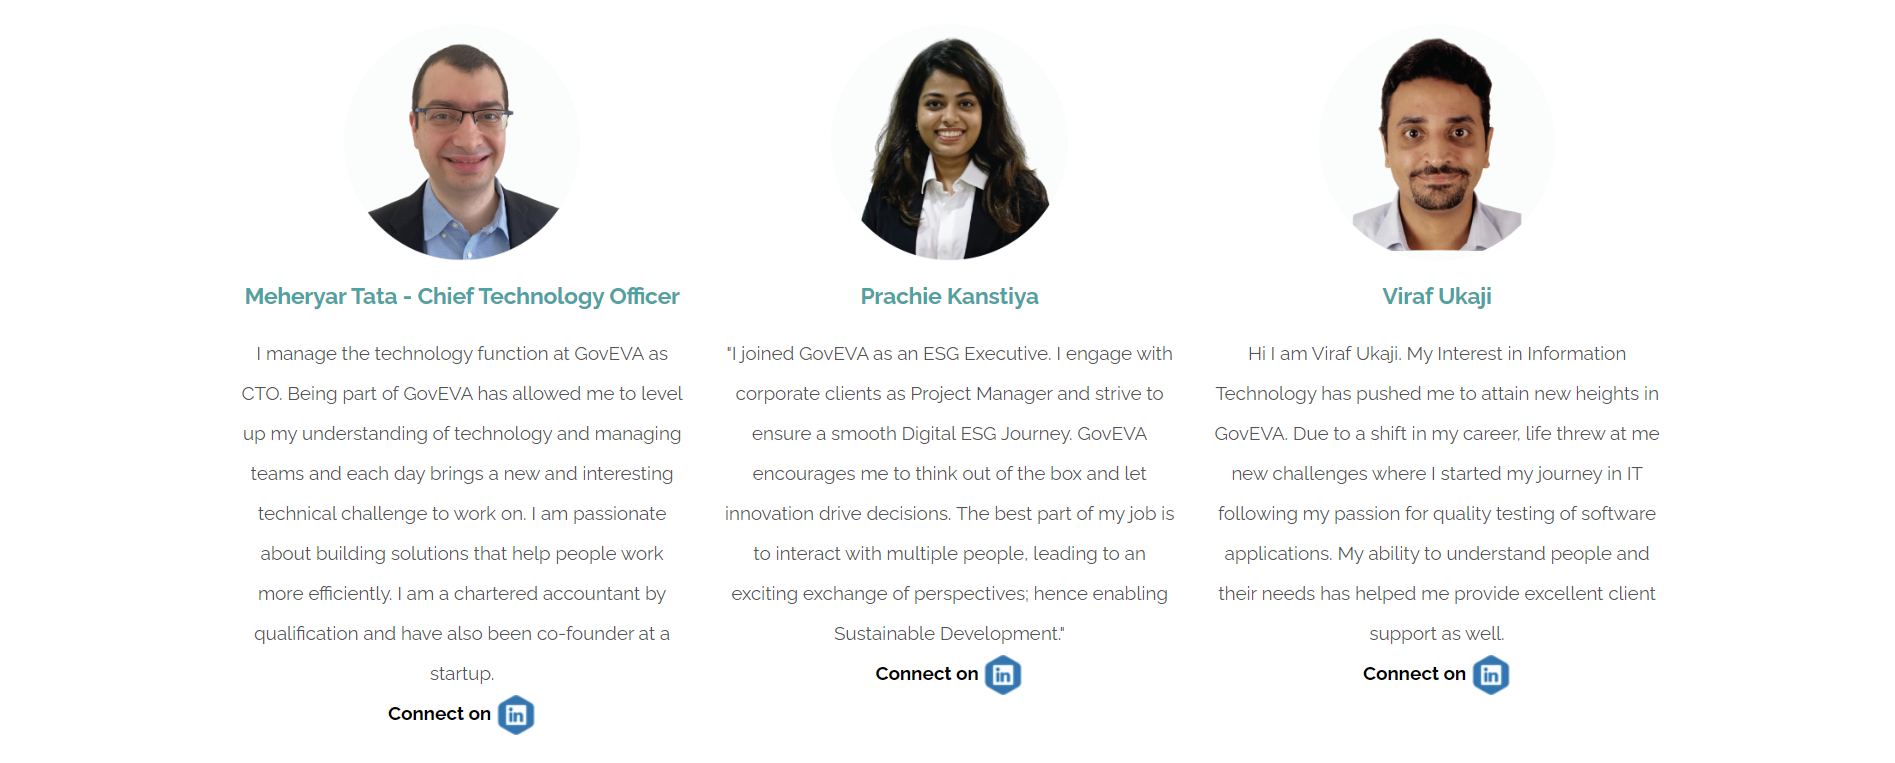 Meheryar Tata - Chief Technology Officer
I manage the technology function at GovEVA as
CTO. Being part of GovEVA has allowed me to level
up my understanding of technology and managing
teams and each day brings a new and interesting
technical challenge to work on. I am passionate
about building solutions that help people work
more efficiently. I am a chartered accountant by
qualification and have also been co-founder at a
startup.
Connect on in
Prachie Kanstiya
"I joined GovEVA as an ESG Executive. I engage with
corporate clients as Project Manager and strive to
ensure a smooth Digital ESG Journey. GovEVA
encourages me to think out of the box and let
innovation drive decisions. The best part of my job is
to interact with multiple people, leading to an
exciting exchange of perspectives; hence enabling
Sustainable Development."
Connect on in
Viraf Ukaji
Hi I am Viraf Ukaji. My Interest in Information
Technology has pushed me to attain new heights in
GovEVA. Due to a shift in my career, life threw at me
new challenges where I started my journey in IT
following my passion for quality testing of software
applications. My ability to understand people and
their needs has helped me provide excellent client
support as well.
Connect on in